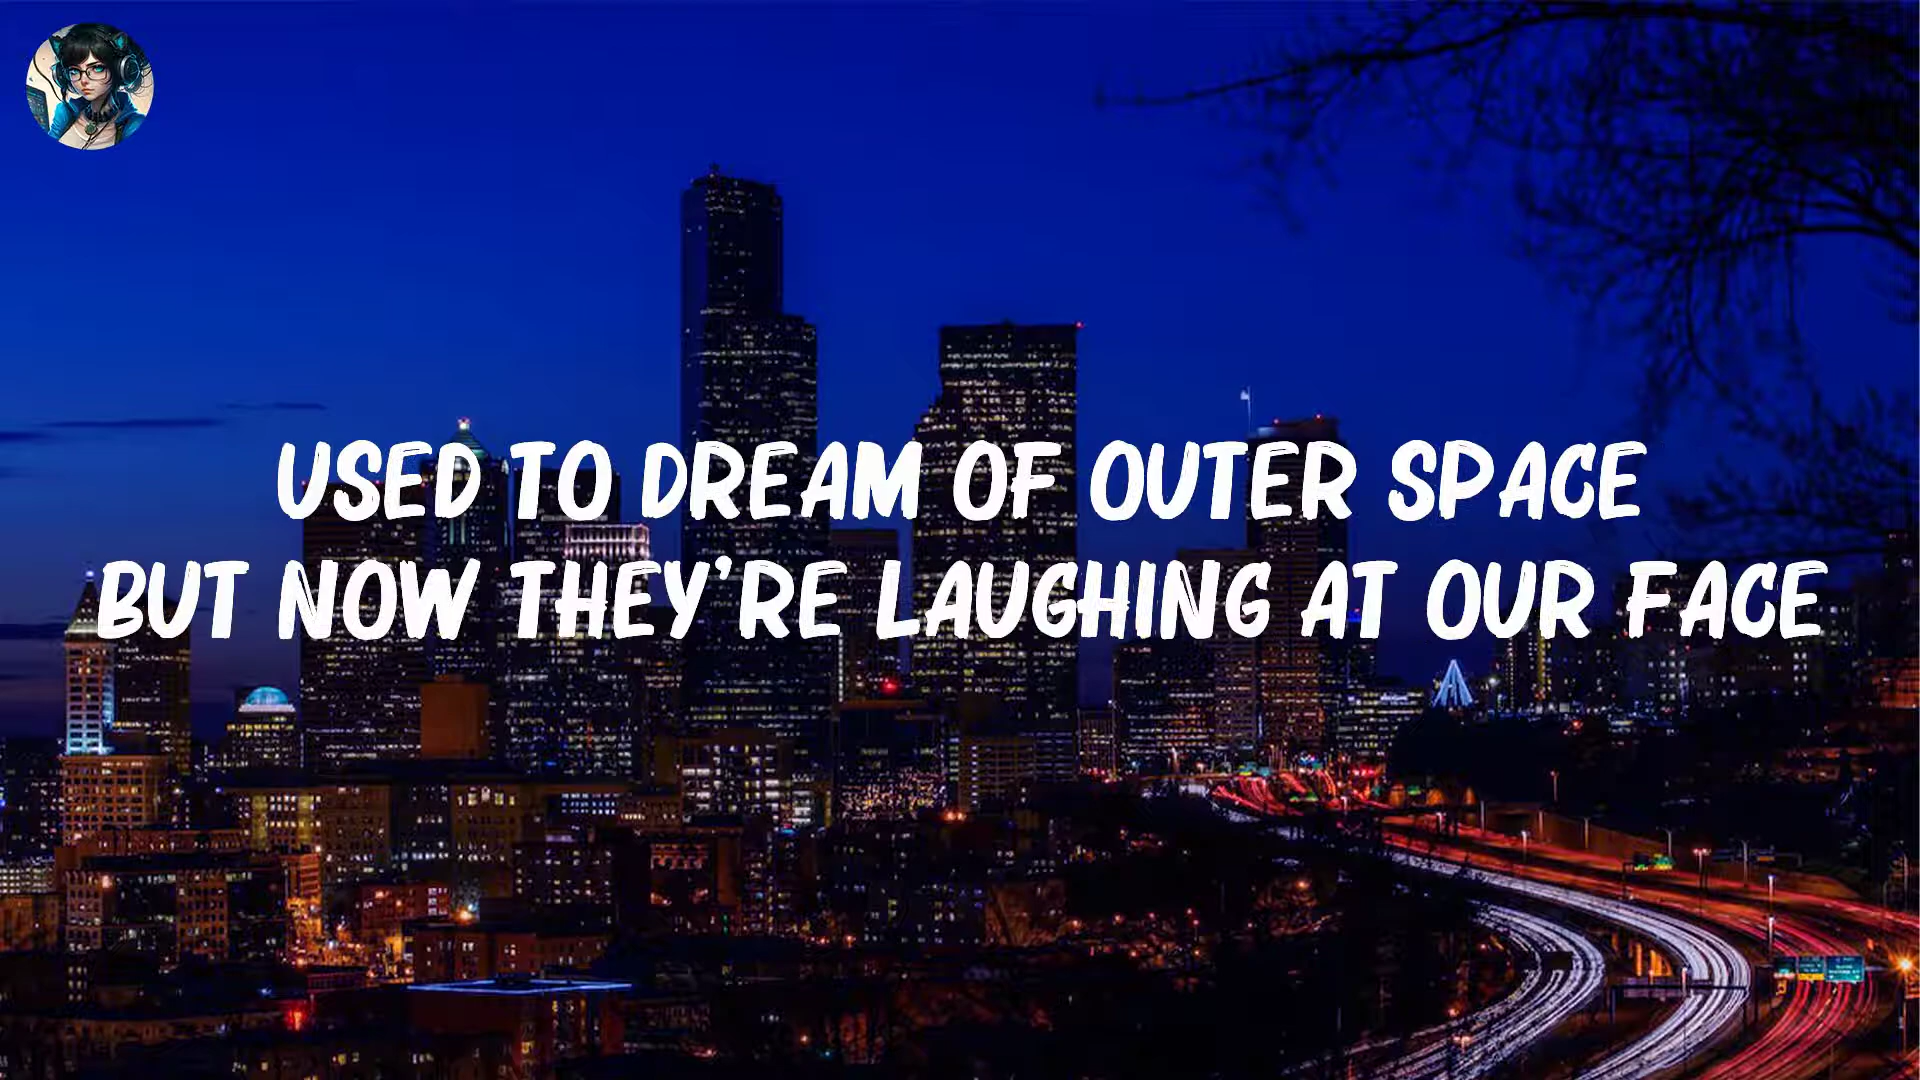 USED TO DREAM OF OUTER SPACE
BUT NOW THEY'RE LAUGHING AT OUR FACE